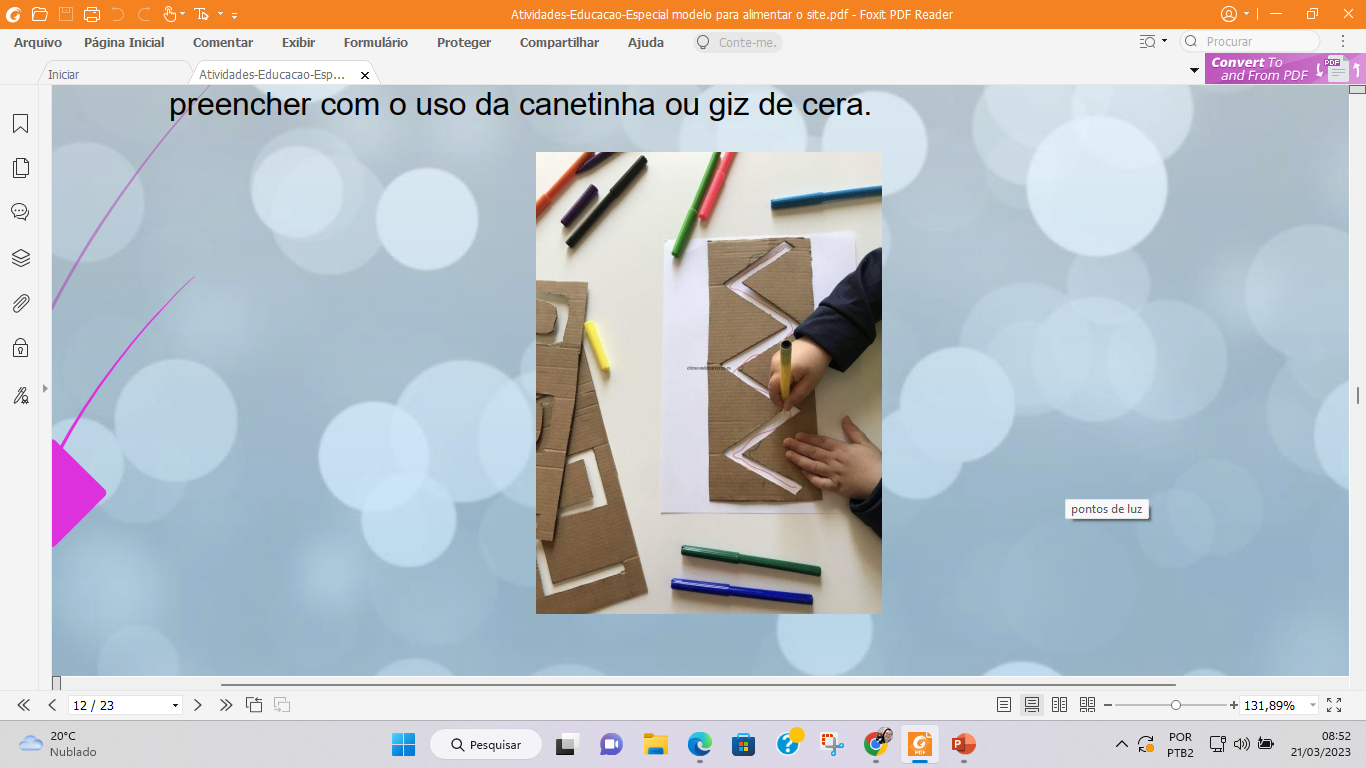 Atividades-Educacao-Especial modelo para alimentar o site.pdf - Foxit PDF Reader
Arquivo
Página Inicial
Comentar
Exibir
Formulário
Proteger
Compartilhar
Ajuda
Conte-me.
Procurar
Iniciar
Atividades-Educacao-Esp...
Convert To
and From PDF
PDF
preencher com o uso da canetinha ou giz de cera.
pontos de luz
12 / 23
131,89%
20°C
Nublado
Pesquisar
POR
PTB2
08:52
21/03/2023